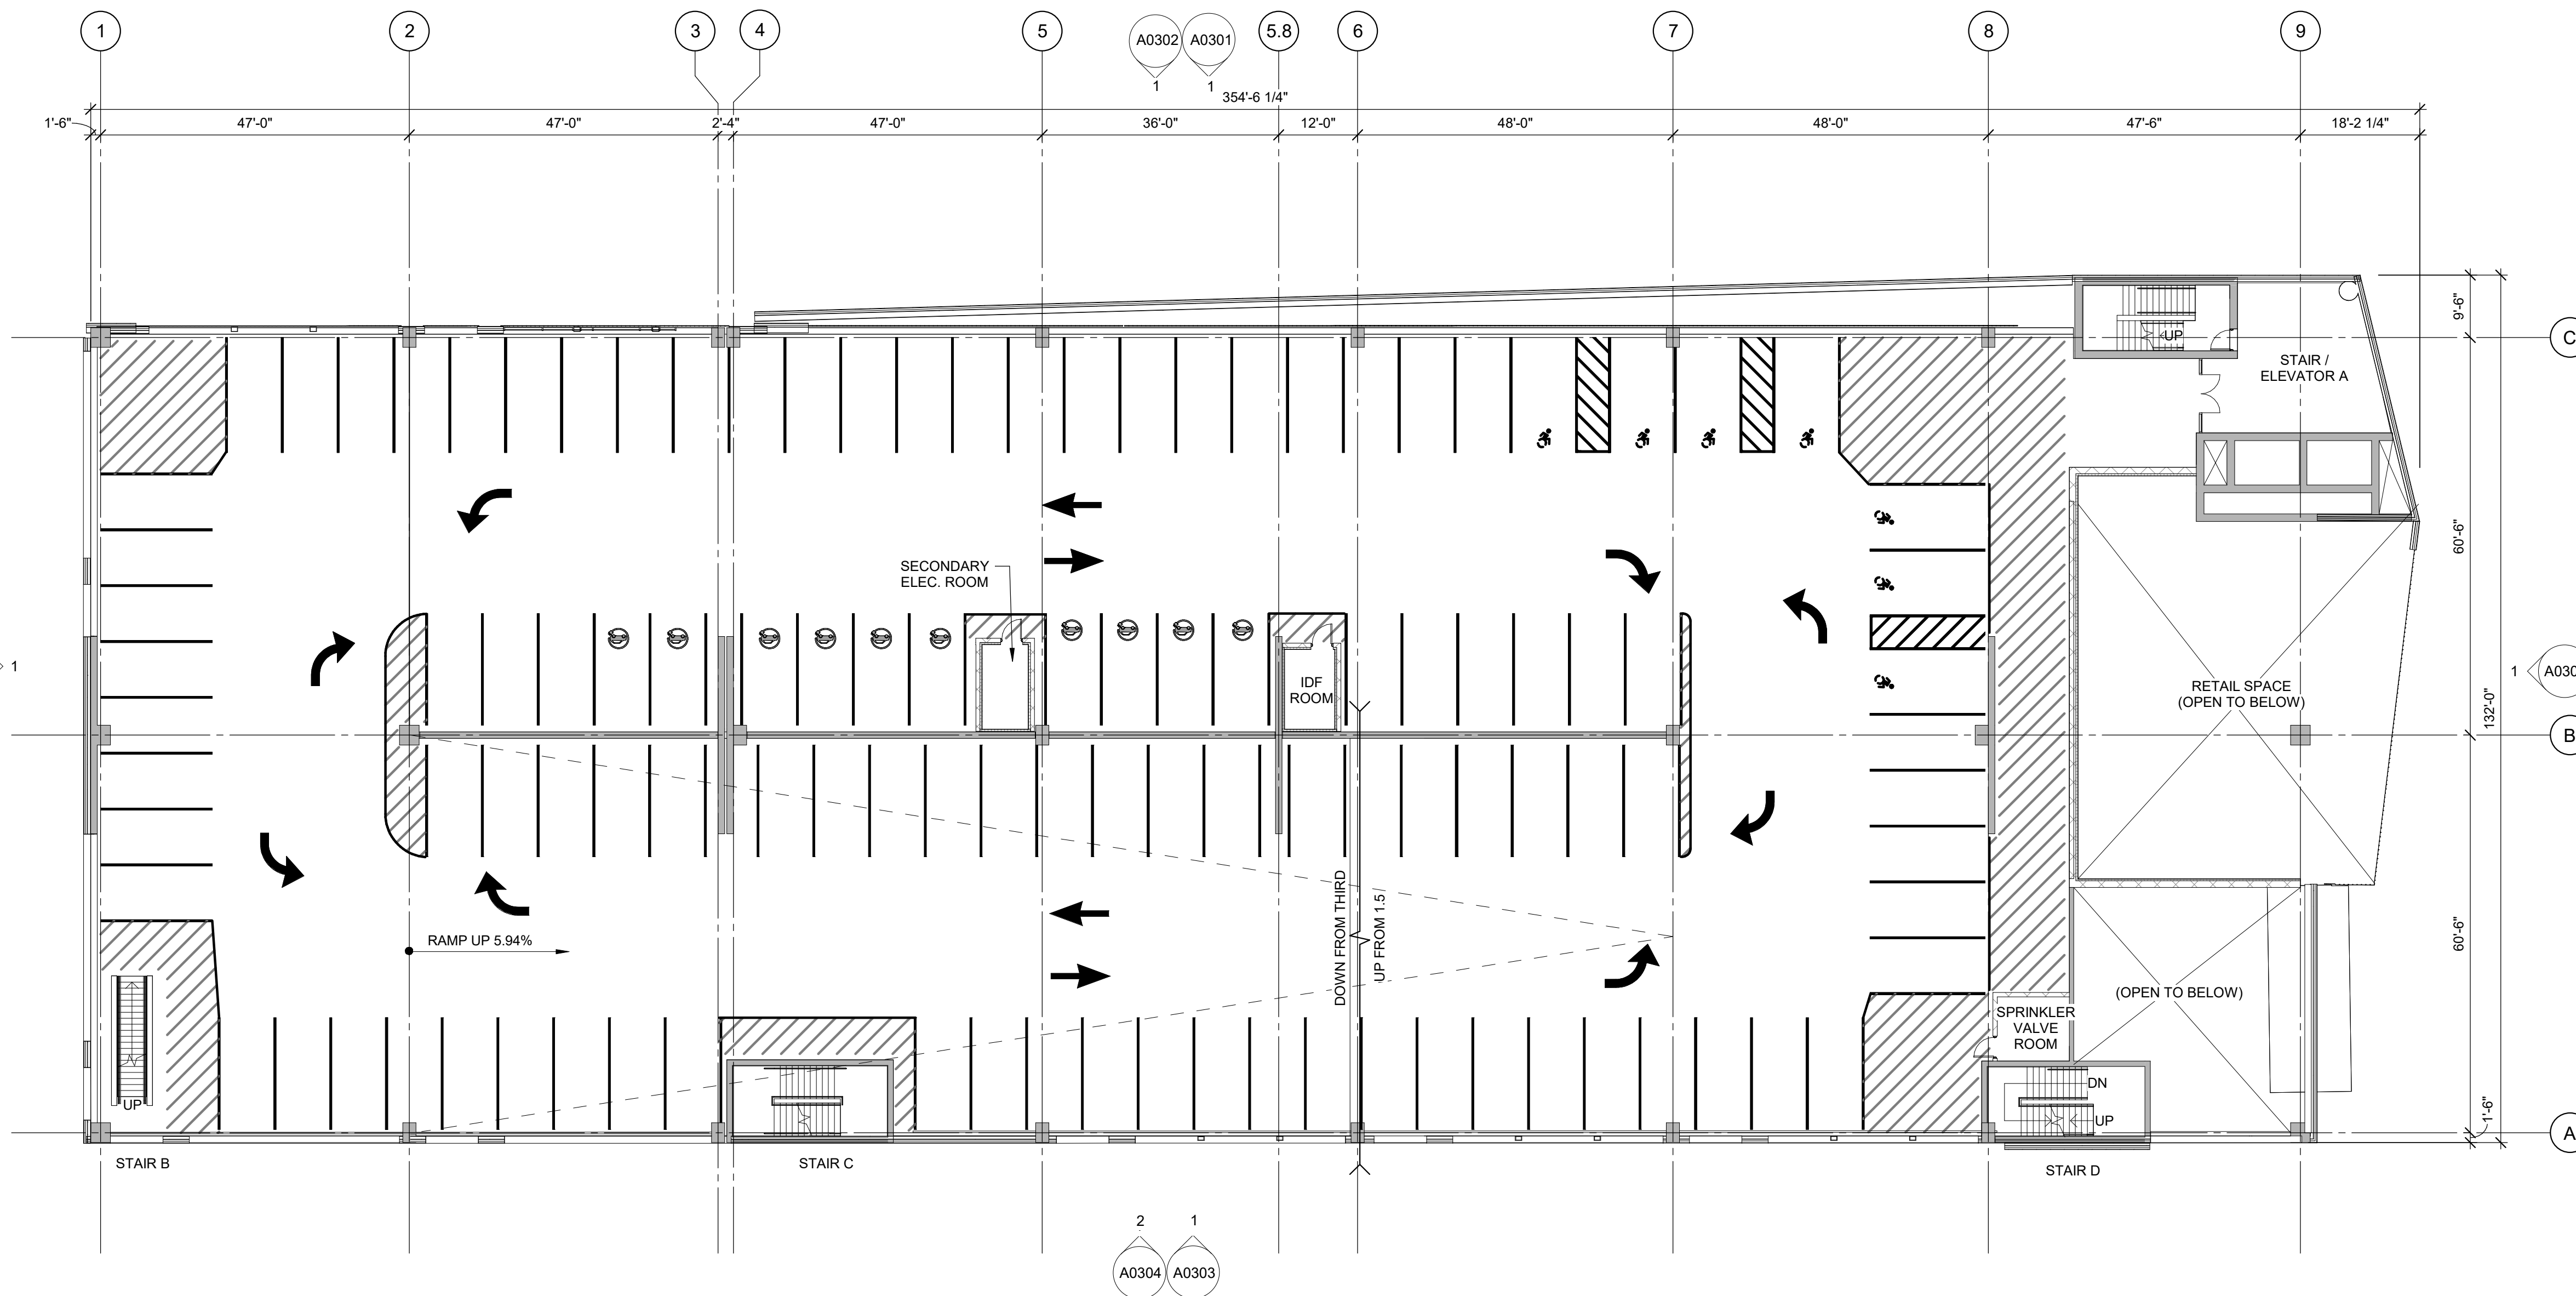 1
2
3
4
5
5.8
6
7
8
9
A0302
A0301
1
1
354'-6 1/4"
1'-6"
47'-0"
47'-0"
2'-4"
47'-0"
36'-0"
12'-0"
48'-0"
48'-0"
47'-6"
18'-2 1/4"
9'-6"
C
UP
STAIR /
ELEVATOR A
60'-6"
SECONDARY
ELEC. ROOM
1
IDF
ROOM
RETAIL SPACE
(OPEN TO BELOW)
132'-0"
1
A030
B
DOWN FROM THIRD
UP FROM 1.5
RAMP UP 5.94%
60'-6"
(OPEN TO BELOW)
SPRINKLER
VALVE
ROOM
DN
UP
UP
1'-6"
A
STAIR B
STAIR C
STAIR D
2
1
A0304
A0303